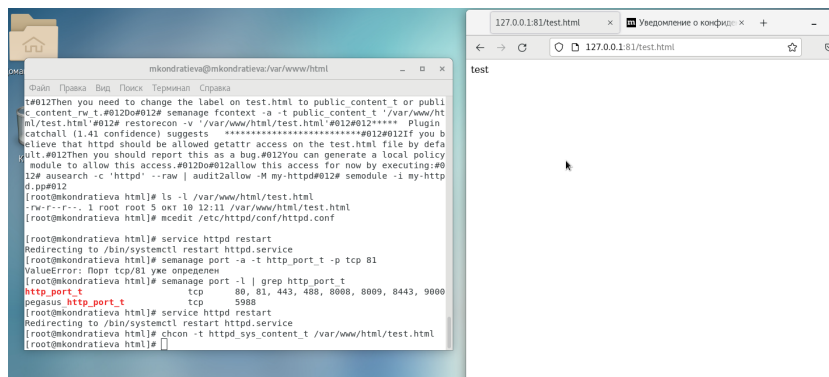 127.0.0.1:81/test.html × m Уведомление о конфиде × + –
← → C 127.0.0.1:81/test.html
test
mkondratieva@mkondratieva:/var/www/html
Файл Правка Вид Поиск Терминал Справка
t#012Then you need to change the label on test.html to public_content_t or publi
c_content_rw_t.#012Do#012# semanage fcontext -a -t public_content_t '/var/www/ht
ml/test.html'#012# restorecon -v '/var/www/html/test.html'#012#012***** Plugin
catchall (1.41 confidence) suggests **************************#012#012If you b
elieve that httpd should be allowed getattr access on the test.html file by defa
ult.#012Then you should report this as a bug.#012You can generate a local policy
module to allow this access.#012Do#012allow this access for now by executing:#0
12# ausearch -c 'httpd' --raw | audit2allow -M my-httpd#012# semodule -i my-http
d.pp#012
[root@mkondratieva html]# ls -l /var/www/html/test.html
-rw-r--r--. 1 root root 5 окт 10 12:11 /var/www/html/test.html
[root@mkondratieva html]# mcedit /etc/httpd/conf/httpd.conf
[root@mkondratieva html]# service httpd restart
Redirecting to /bin/systemctl restart httpd.service
[root@mkondratieva html]# semanage port -a -t http_port_t -p tcp 81
ValueError: Порт tcp/81 уже определен
[root@mkondratieva html]# semanage port -l | grep http_port_t
http_port_t tcp 80, 81, 443, 488, 8008, 8009, 8443, 9000
pegasus_http_port_t tcp 5988
[root@mkondratieva html]# service httpd restart
Redirecting to /bin/systemctl restart httpd.service
[root@mkondratieva html]# chcon -t httpd_sys_content_t /var/www/html/test.html
[root@mkondratieva html]#